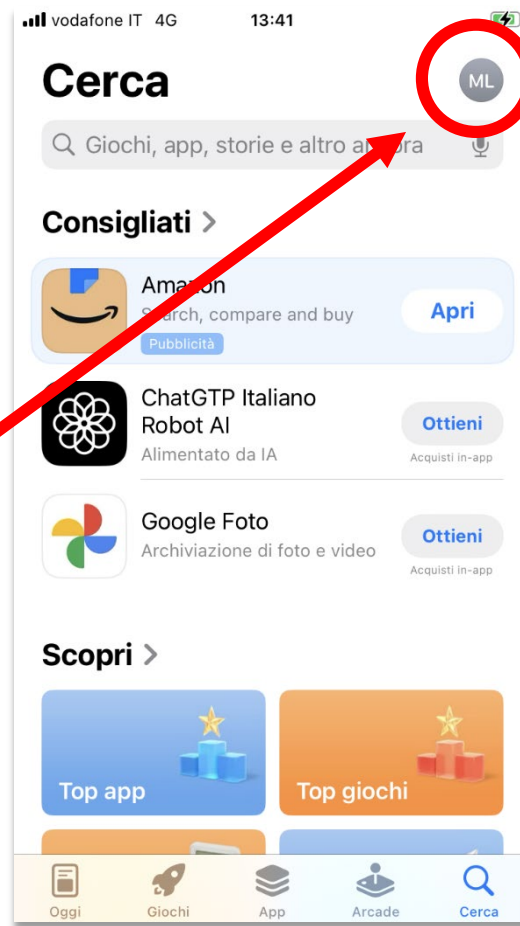 vodafone IT 4G 13:41
Cerca
ML
Giochi, app, storie e altro ancora
Consigliati >
Amazon
Search, compare and buy
Apri
Pubblicità
ChatGTP Italiano
Robot AI
Ottieni
Alimentato da IA
Acquisti in-app
Google Foto
Ottieni
Archiviazione di foto e video
Acquisti in-app
Scopri >
Top app
Top giochi
Oggi
Giochi
App
Arcade
Cerca